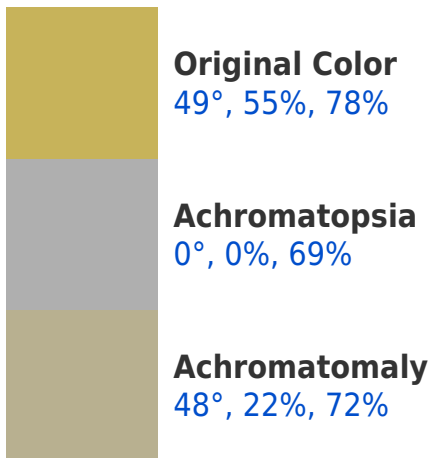 Original Color
49°, 55%, 78%
Achromatopsia
0°, 0%, 69%
Achromatomaly
48°, 22%, 72%